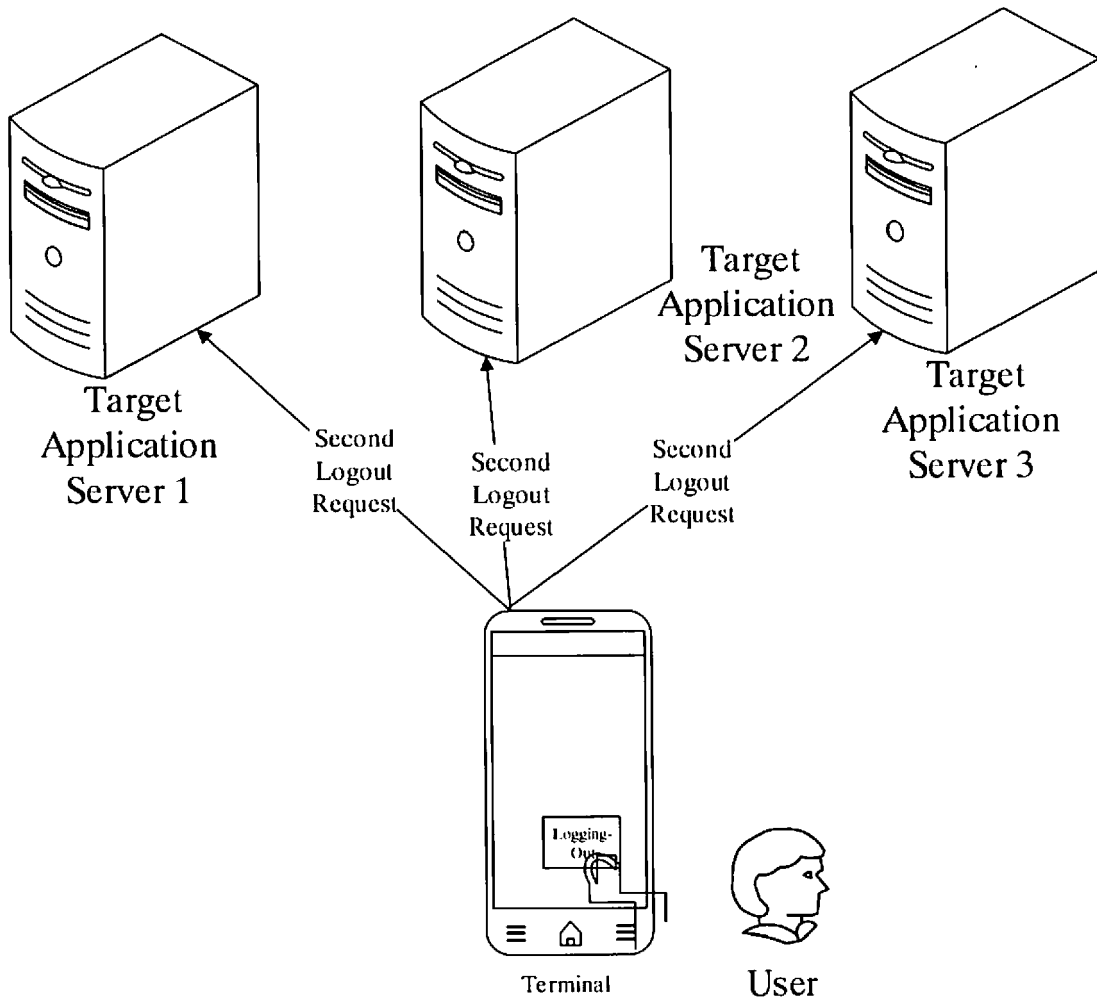 Target
Application
Server 1
Target
Application
Server 2
Target
Application
Server 3
Second
Logout
Request
Second
Logout
Request
Second
Logout
Request
Logging-
Out
Terminal
User